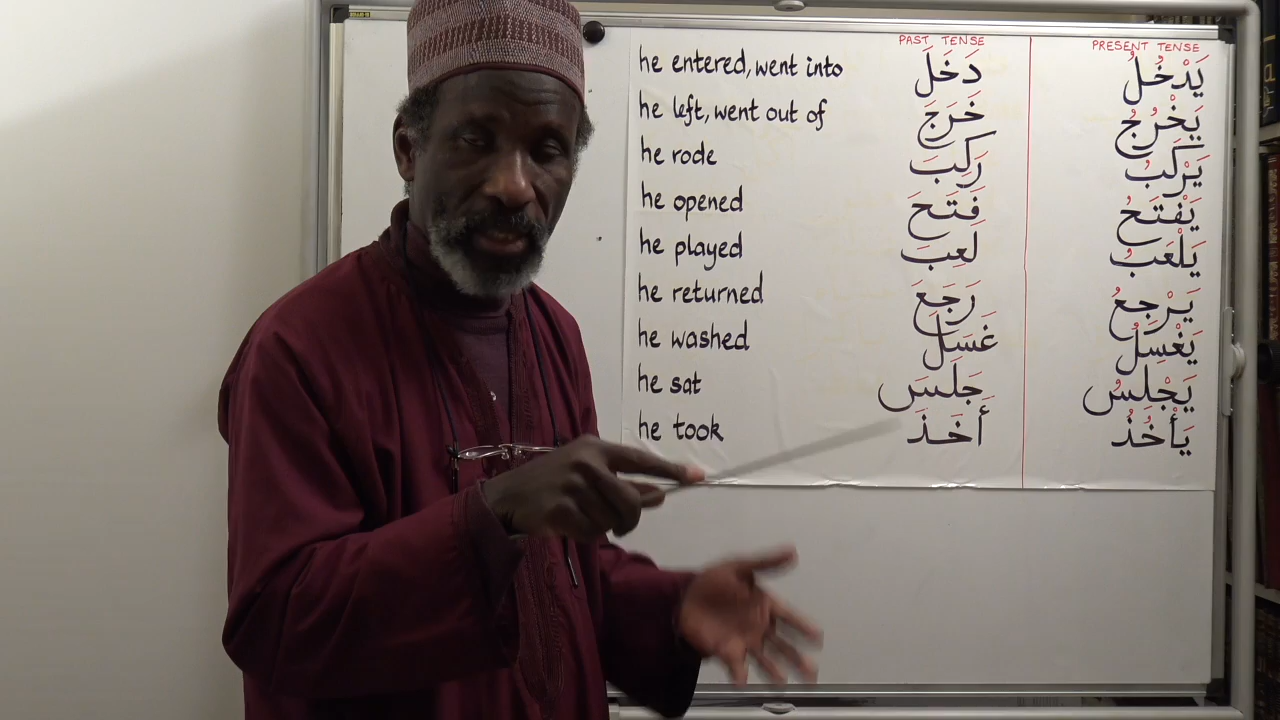 PAST TENSE PRESENT TENSE
he entered, went into دَخَلَ يَدْخُلُ
he left, went out of خَرَجَ يَخْرُجُ
he rode رَكِبَ يَرْكَبُ
he opened فَتَحَ يَفْتَحُ
he played لَعِبَ يَلْعَبُ
he returned رَجَعَ يَرْجِعُ
he washed غَسَلَ يَغْسِلُ
he sat جَلَسَ يَجْلِسُ
he took أَخَذَ يَأْخُذُ